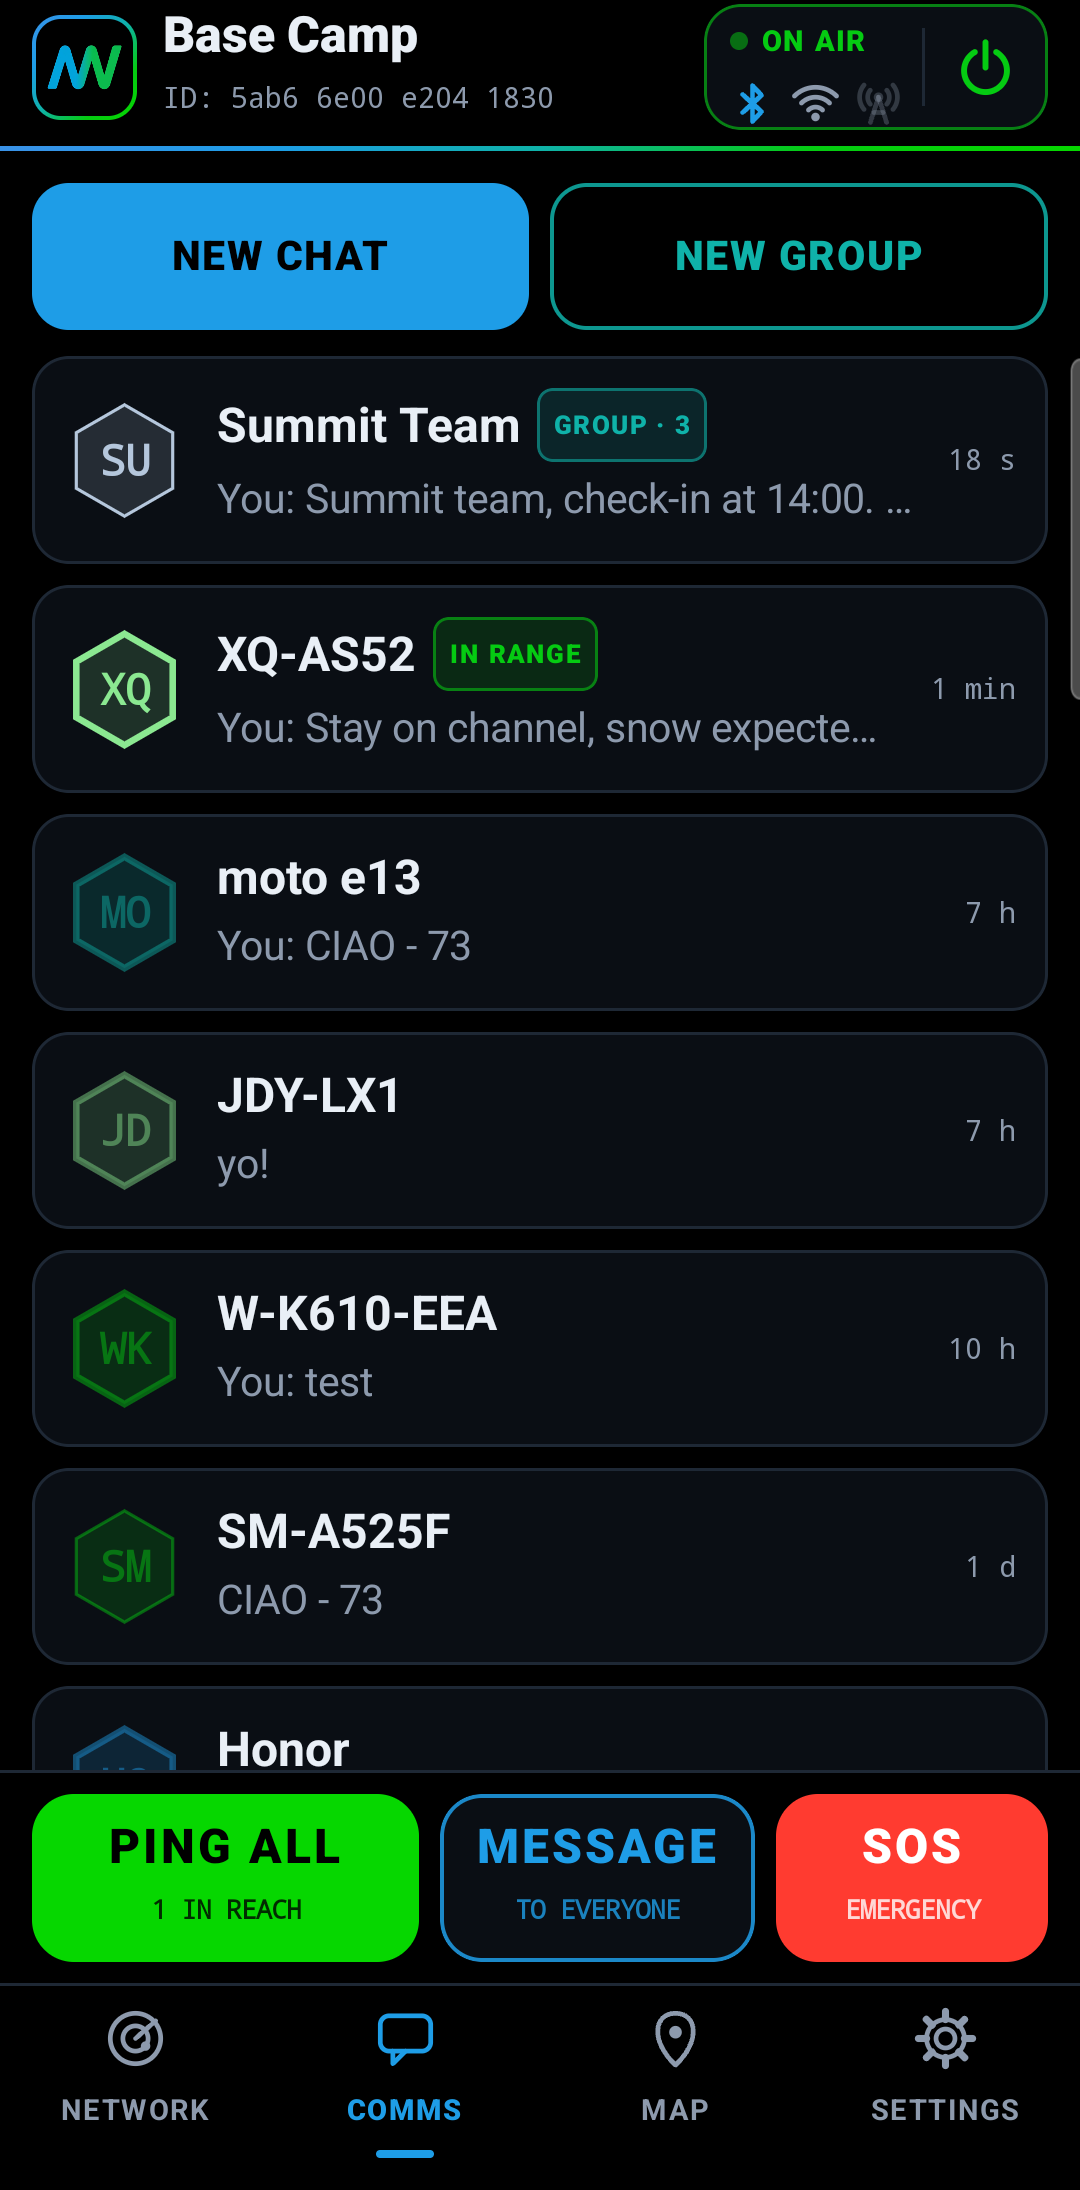 Base Camp
ID: 5ab6 6e00 e204 1830
ON AIR
NEW CHAT
NEW GROUP
SU
Summit Team
GROUP · 3
You: Summit team, check-in at 14:00. ...
18 s
XQ
XQ-AS52
IN RANGE
You: Stay on channel, snow expecte...
1 min
MO
moto e13
You: CIAO - 73
7 h
JD
JDY-LX1
yo!
7 h
WK
W-K610-EEA
You: test
10 h
SM
SM-A525F
CIAO - 73
1 d
Honor
PING ALL
1 IN REACH
MESSAGE
TO EVERYONE
SOS
EMERGENCY
NETWORK
COMMS
MAP
SETTINGS